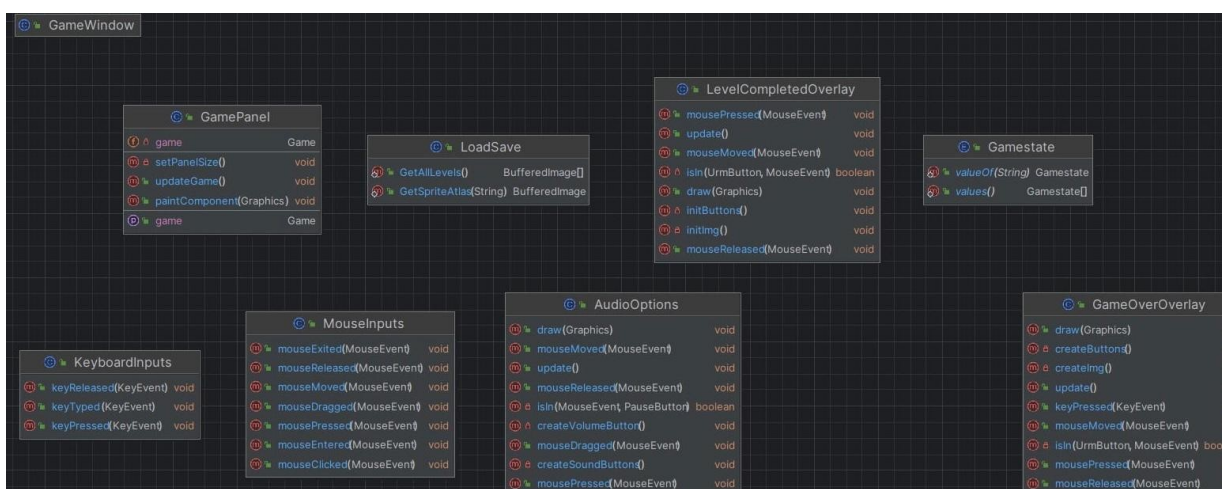 GameWindow
GamePanel
game Game
setPanelSize() void
updateGame() void
paintComponent(Graphics) void
game Game
LoadSave
GetAllLevels() BufferedImage[]
GetSpriteAtlas(String) BufferedImage
LevelCompletedOverlay
mousePressed(MouseEvent) void
update() void
mouseMoved(MouseEvent) void
isIn(UrmButton, MouseEvent) boolean
draw(Graphics) void
initButtons() void
initImg() void
mouseReleased(MouseEvent) void
Gamestate
valueOf(String) Gamestate
values() Gamestate[]
KeyboardInputs
keyReleased(KeyEvent) void
keyTyped(KeyEvent) void
keyPressed(KeyEvent) void
MouseInputs
mouseExited(MouseEvent) void
mouseReleased(MouseEvent) void
mouseMoved(MouseEvent) void
mouseDragged(MouseEvent) void
mousePressed(MouseEvent) void
mouseEntered(MouseEvent) void
mouseClicked(MouseEvent) void
AudioOptions
draw(Graphics) void
mouseMoved(MouseEvent) void
update() void
mouseReleased(MouseEvent) void
isIn(MouseEvent, PauseButton) boolean
createVolumeButton() void
mouseDragged(MouseEvent) void
createSoundButtons() void
mousePressed(MouseEvent) void
GameOverOverlay
draw(Graphics)
createButtons()
createImg()
update()
keyPressed(KeyEvent)
mouseMoved(MouseEvent)
isIn(UrmButton, MouseEvent) boo
mousePressed(MouseEvent)
mouseReleased(MouseEvent)